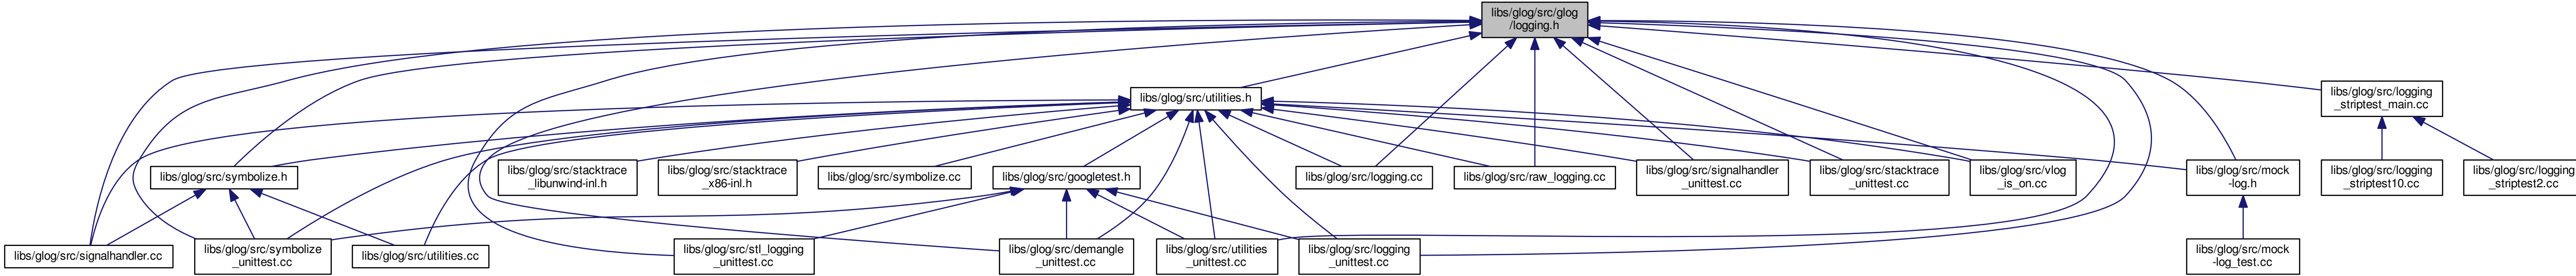 libs/glog/src/glog
/logging.h
libs/glog/src/utilities.h
libs/glog/src/logging
_striptest_main.cc
libs/glog/src/symbolize.h
libs/glog/src/stacktrace
_libunwind-inl.h
libs/glog/src/stacktrace
_x86-inl.h
libs/glog/src/symbolize.cc
libs/glog/src/googletest.h
libs/glog/src/logging.cc
libs/glog/src/raw_logging.cc
libs/glog/src/signalhandler
_unittest.cc
libs/glog/src/stacktrace
_unittest.cc
libs/glog/src/vlog
_is_on.cc
libs/glog/src/mock
-log.h
libs/glog/src/logging
_striptest10.cc
libs/glog/src/logging
_striptest2.cc
libs/glog/src/signalhandler.cc
libs/glog/src/symbolize
_unittest.cc
libs/glog/src/utilities.cc
libs/glog/src/stl_logging
_unittest.cc
libs/glog/src/demangle
_unittest.cc
libs/glog/src/utilities
_unittest.cc
libs/glog/src/logging
_unittest.cc
libs/glog/src/mock
-log_test.cc